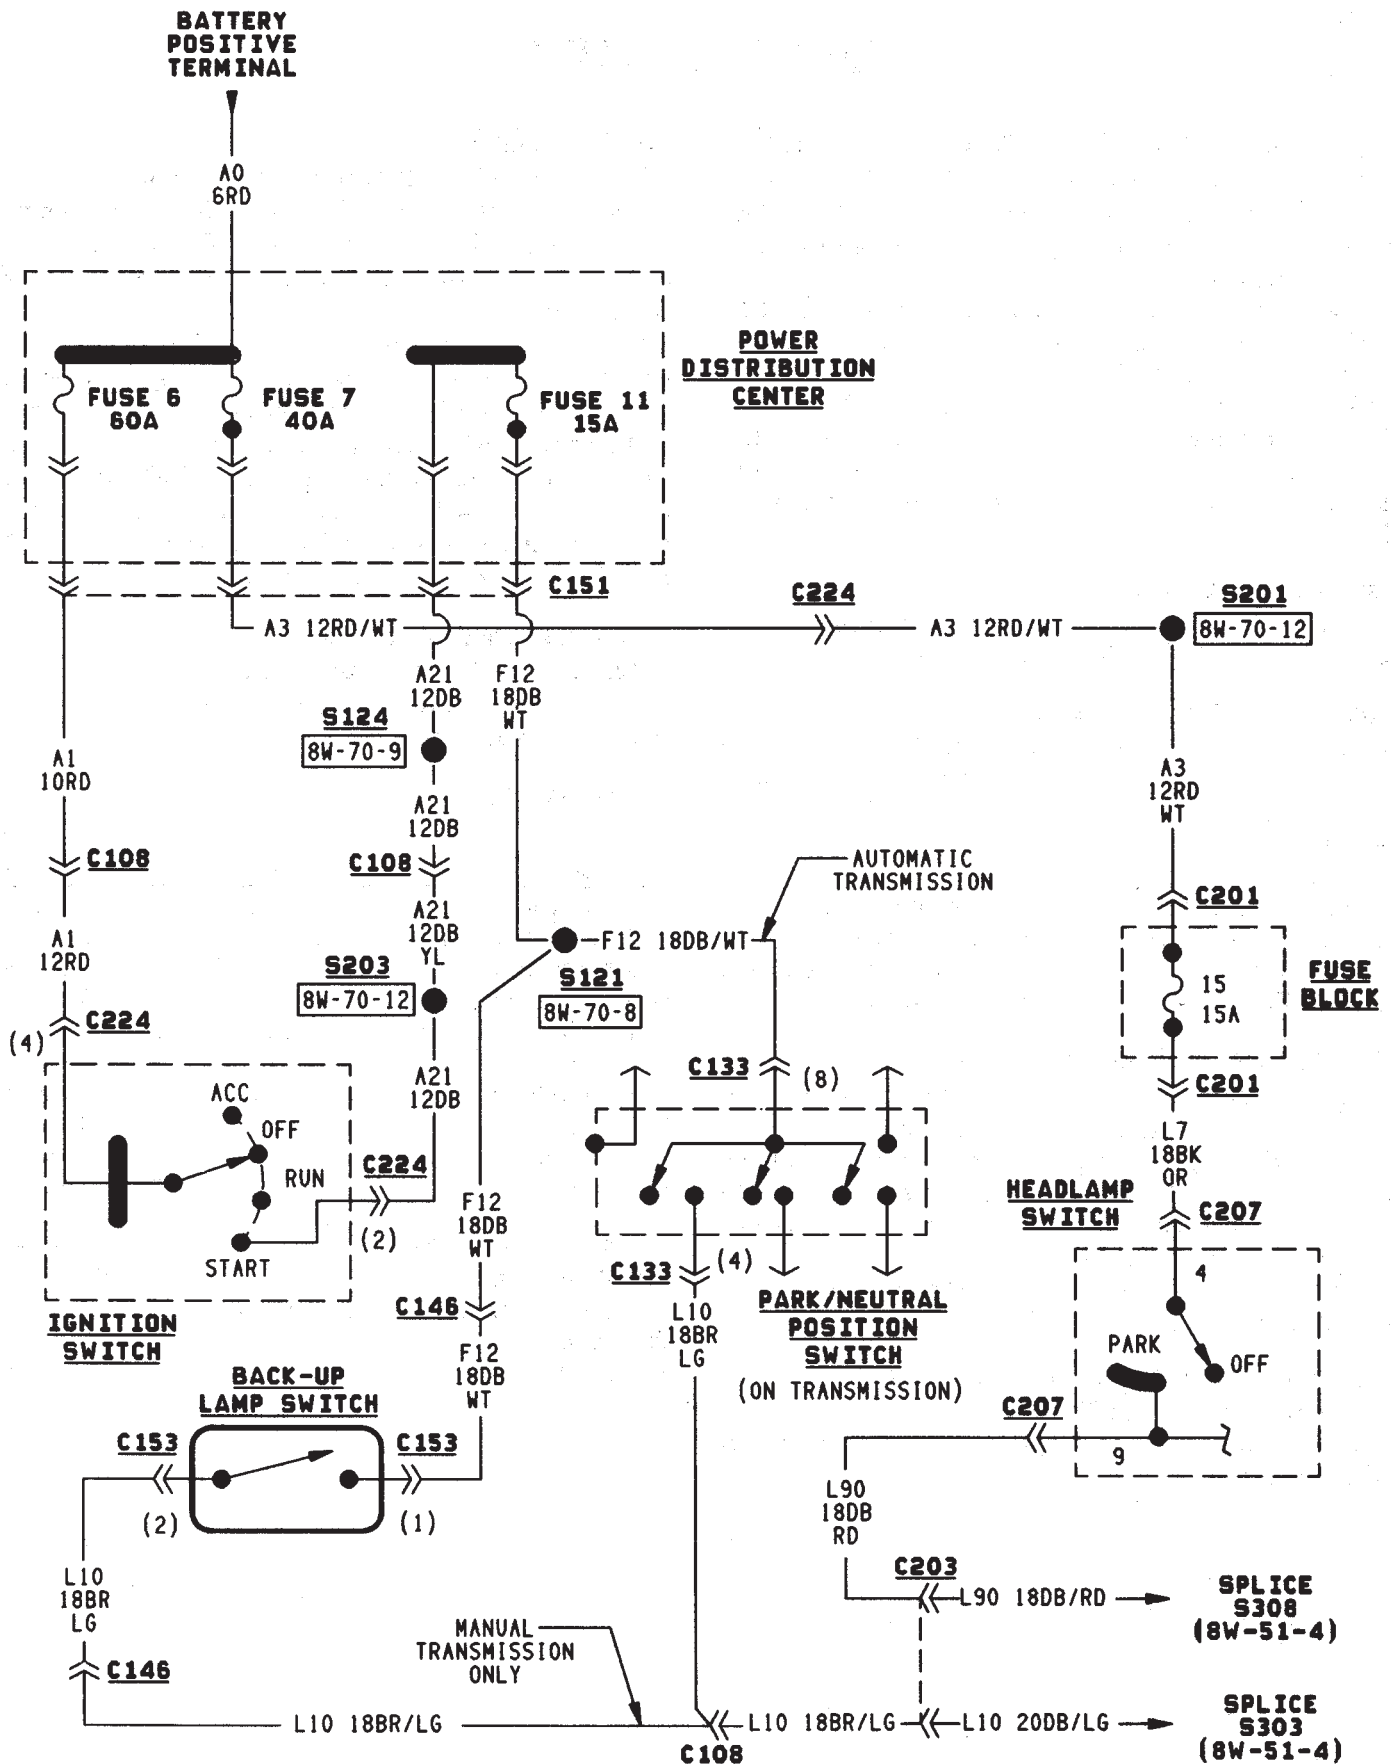 BATTERY
POSITIVE
TERMINAL
A0
6RD
POWER
DISTRIBUTION
CENTER
FUSE 6
60A
FUSE 7
40A
FUSE 11
15A
C151
C224
S201
8W-70-12
A3 12RD/WT
A3 12RD/WT
A21
12DB
F12
18DB
WT
S124
8W-70-9
A1
10RD
A3
12RD
WT
A21
12DB
C108
C108
AUTOMATIC
TRANSMISSION
C201
A21
12DB
YL
A1
12RD
F12 18DB/WT
S203
8W-70-12
S121
8W-70-8
FUSE
BLOCK
15
15A
C224
(4)
C133
(8)
C201
A21
12DB
ACC
OFF
RUN
START
C224
(2)
L7
18BK
OR
HEADLAMP
SWITCH
C207
F12
18DB
WT
C133
(4)
4
IGNITION
SWITCH
C146
L10
18BR
LG
PARK/NEUTRAL
POSITION
SWITCH
(ON TRANSMISSION)
PARK
OFF
F12
18DB
WT
BACK-UP
LAMP SWITCH
C207
9
C153
C153
(2)
(1)
L90
18DB
RD
L10
18BR
LG
C203
L90 18DB/RD
SPLICE
S308
(8W-51-4)
MANUAL
TRANSMISSION
ONLY
C146
L10 18BR/LG
L10 18BR/LG
L10 20DB/LG
SPLICE
S303
(8W-51-4)
C108